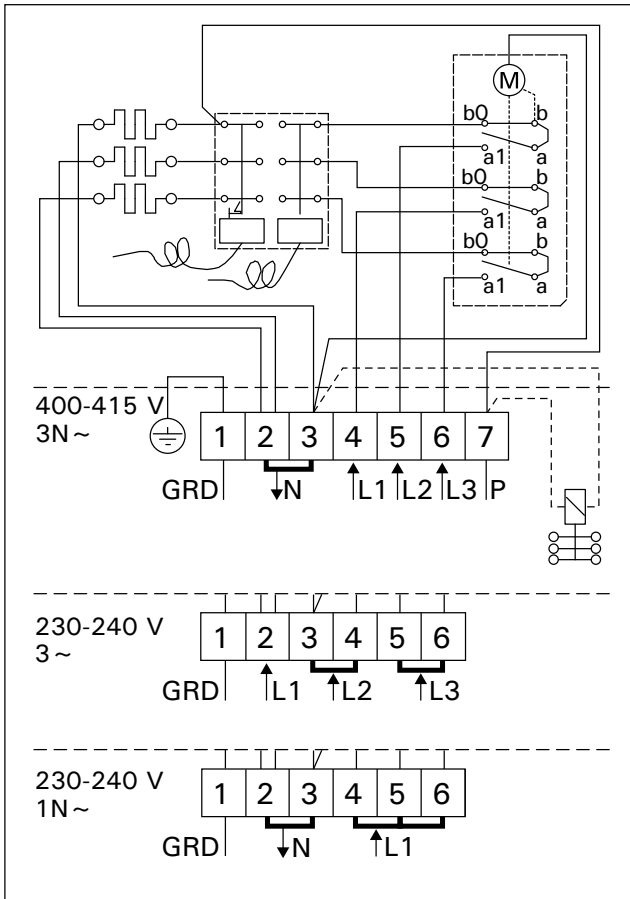 M
b0 b
a1 a
b0 b
a1 a
b0 b
a1 a
400-415 V
3N~
1 2 3 4 5 6 7
GRD N L1 L2 L3 P
230-240 V
3~
1 2 3 4 5 6
GRD L1 L2 L3
230-240 V
1N~
1 2 3 4 5 6
GRD N L1